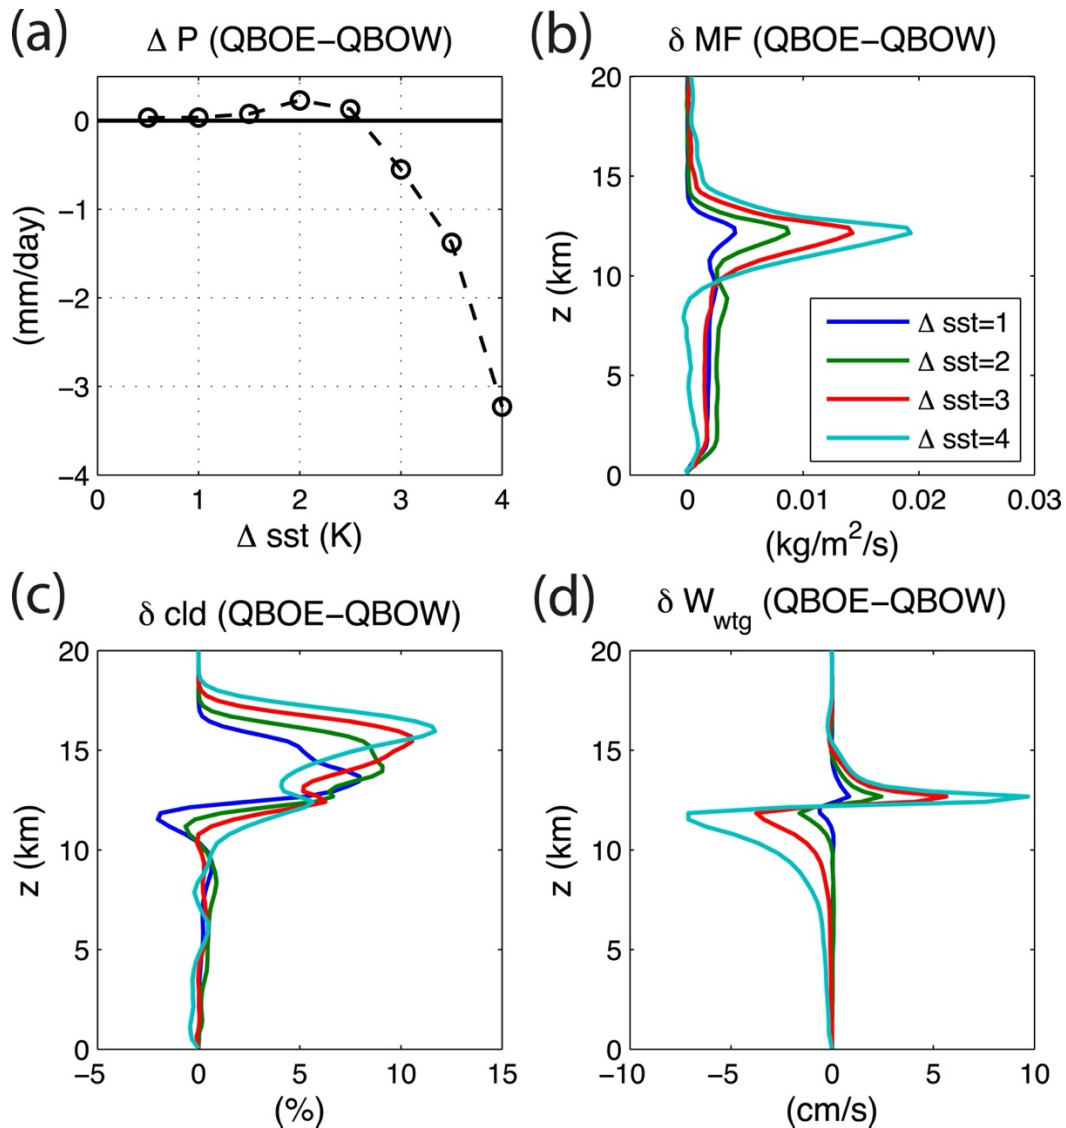 (a)
Δ P (QBOE−QBOW)
0
−1
−2
−3
−4
(mm/day)
0 1 2 3 4
Δ sst (K)
(b)
δ MF (QBOE−QBOW)
20
15
10
5
0
z (km)
Δ sst=1
Δ sst=2
Δ sst=3
Δ sst=4
0 0.01 0.02 0.03
(kg/m²/s)
(c)
δ cld (QBOE−QBOW)
20
15
10
5
0
z (km)
−5 0 5 10 15
(%)
(d)
δ W_wtg (QBOE−QBOW)
20
15
10
5
0
z (km)
−10 −5 0 5 10
(cm/s)